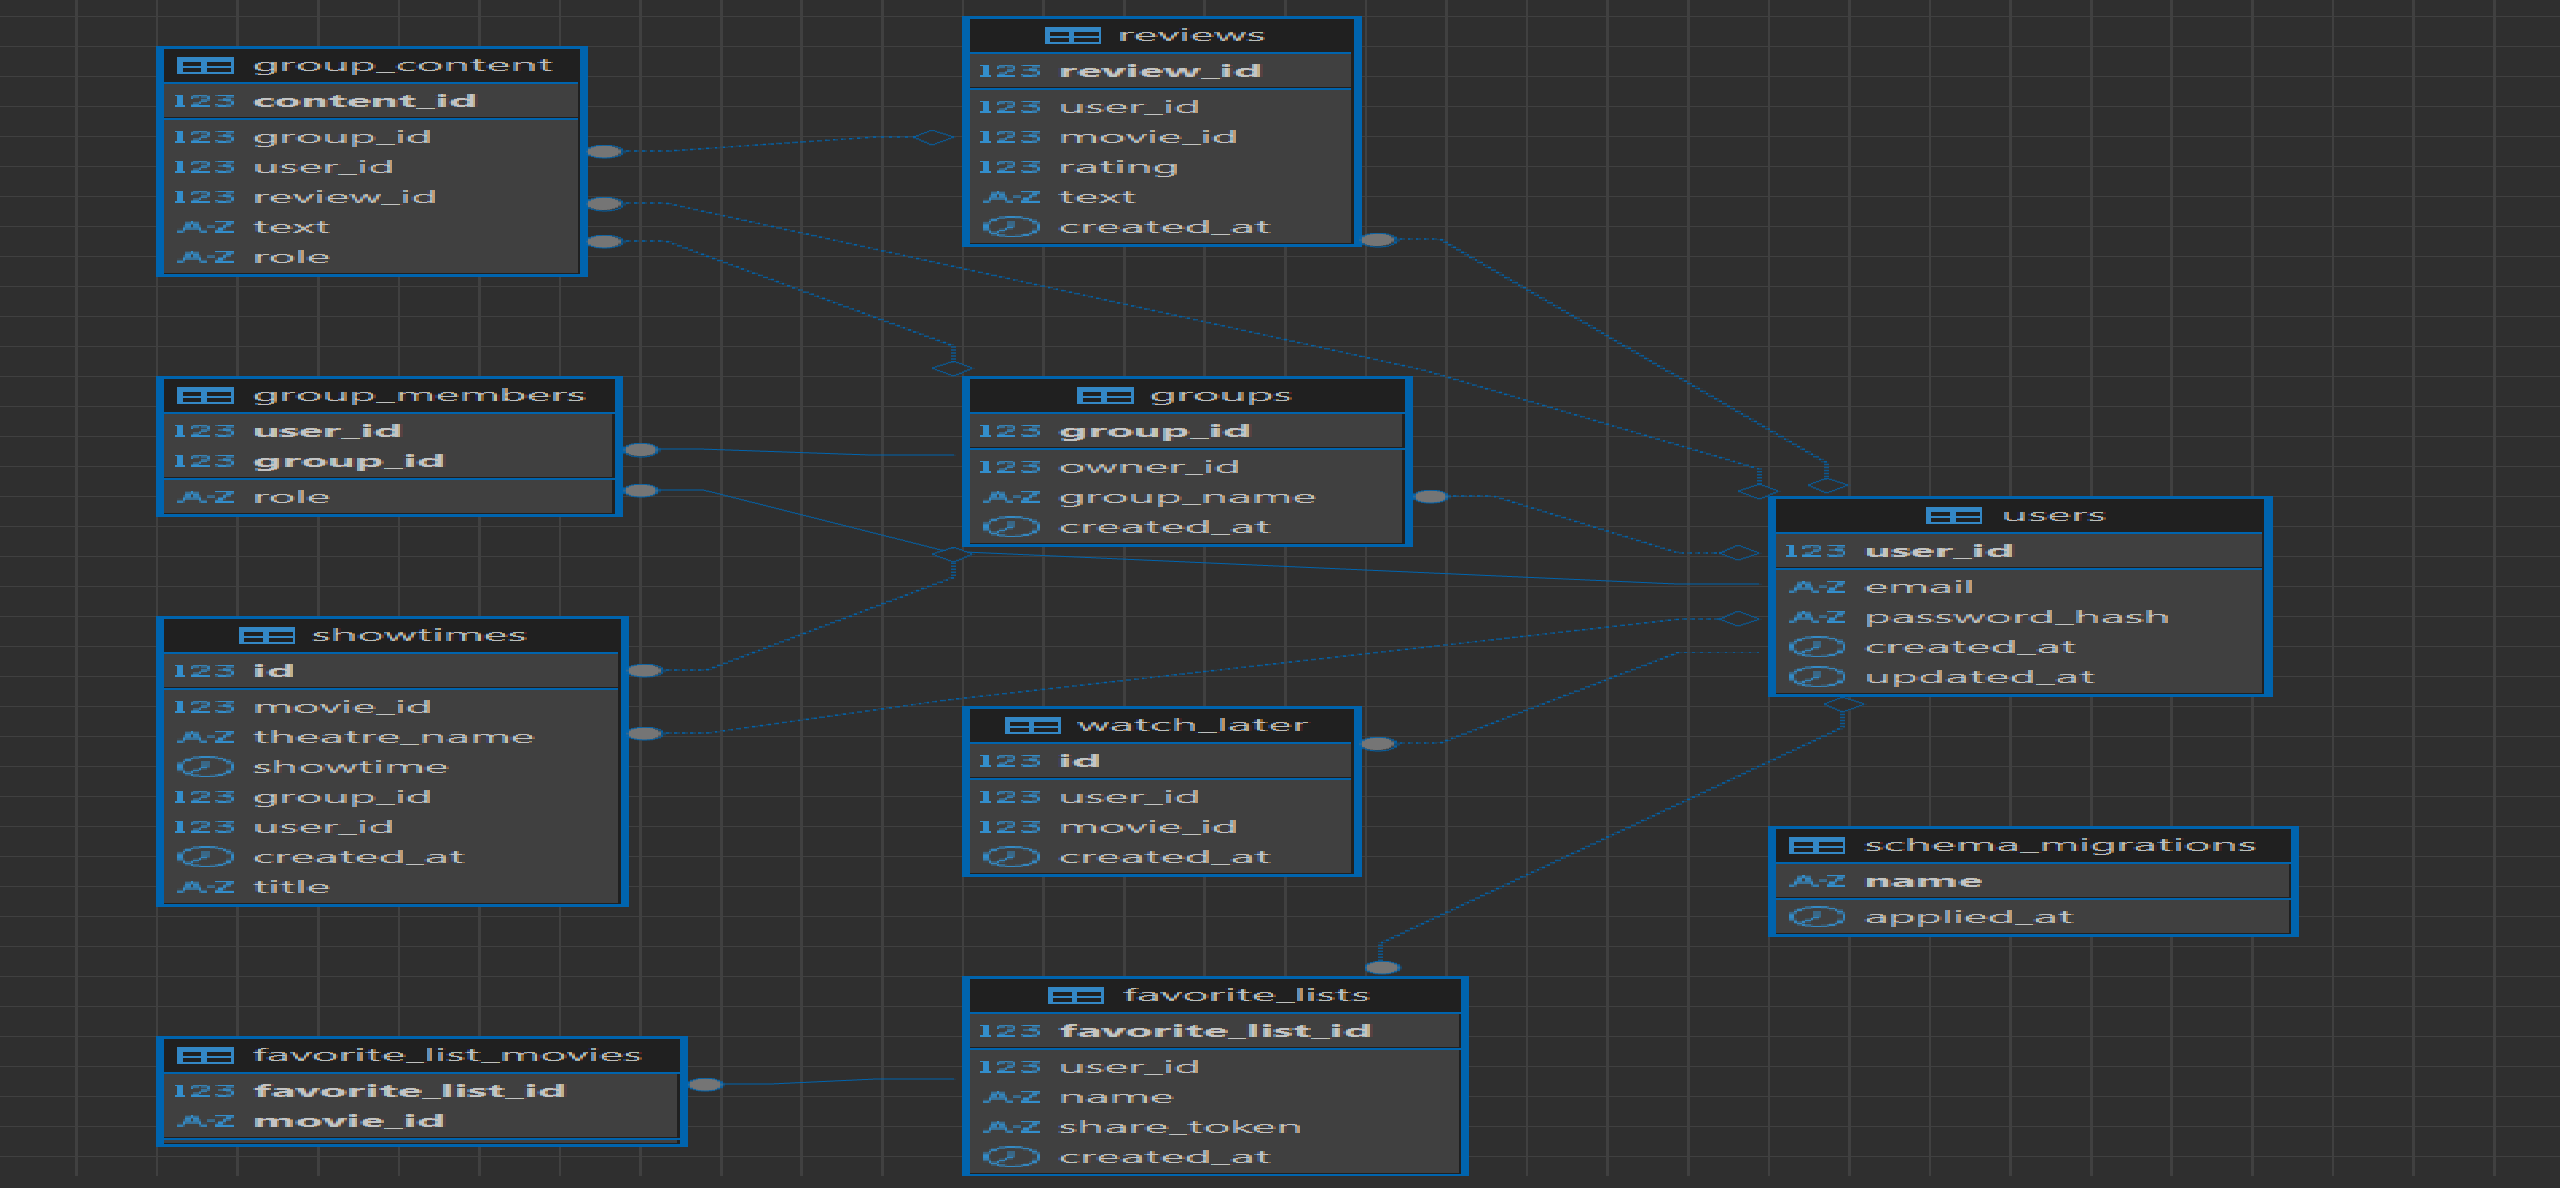 group_content
123 content_id
123 group_id
123 user_id
123 review_id
A-Z text
A-Z role
reviews
123 review_id
123 user_id
123 movie_id
123 rating
A-Z text
created_at
group_members
123 user_id
123 group_id
A-Z role
groups
123 group_id
123 owner_id
A-Z group_name
created_at
users
123 user_id
A-Z email
A-Z password_hash
created_at
updated_at
showtimes
123 id
123 movie_id
A-Z theatre_name
showtime
123 group_id
123 user_id
created_at
A-Z title
watch_later
123 id
123 user_id
123 movie_id
created_at
schema_migrations
A-Z name
applied_at
favorite_list_movies
123 favorite_list_id
A-Z movie_id
favorite_lists
123 favorite_list_id
123 user_id
A-Z name
A-Z share_token
created_at